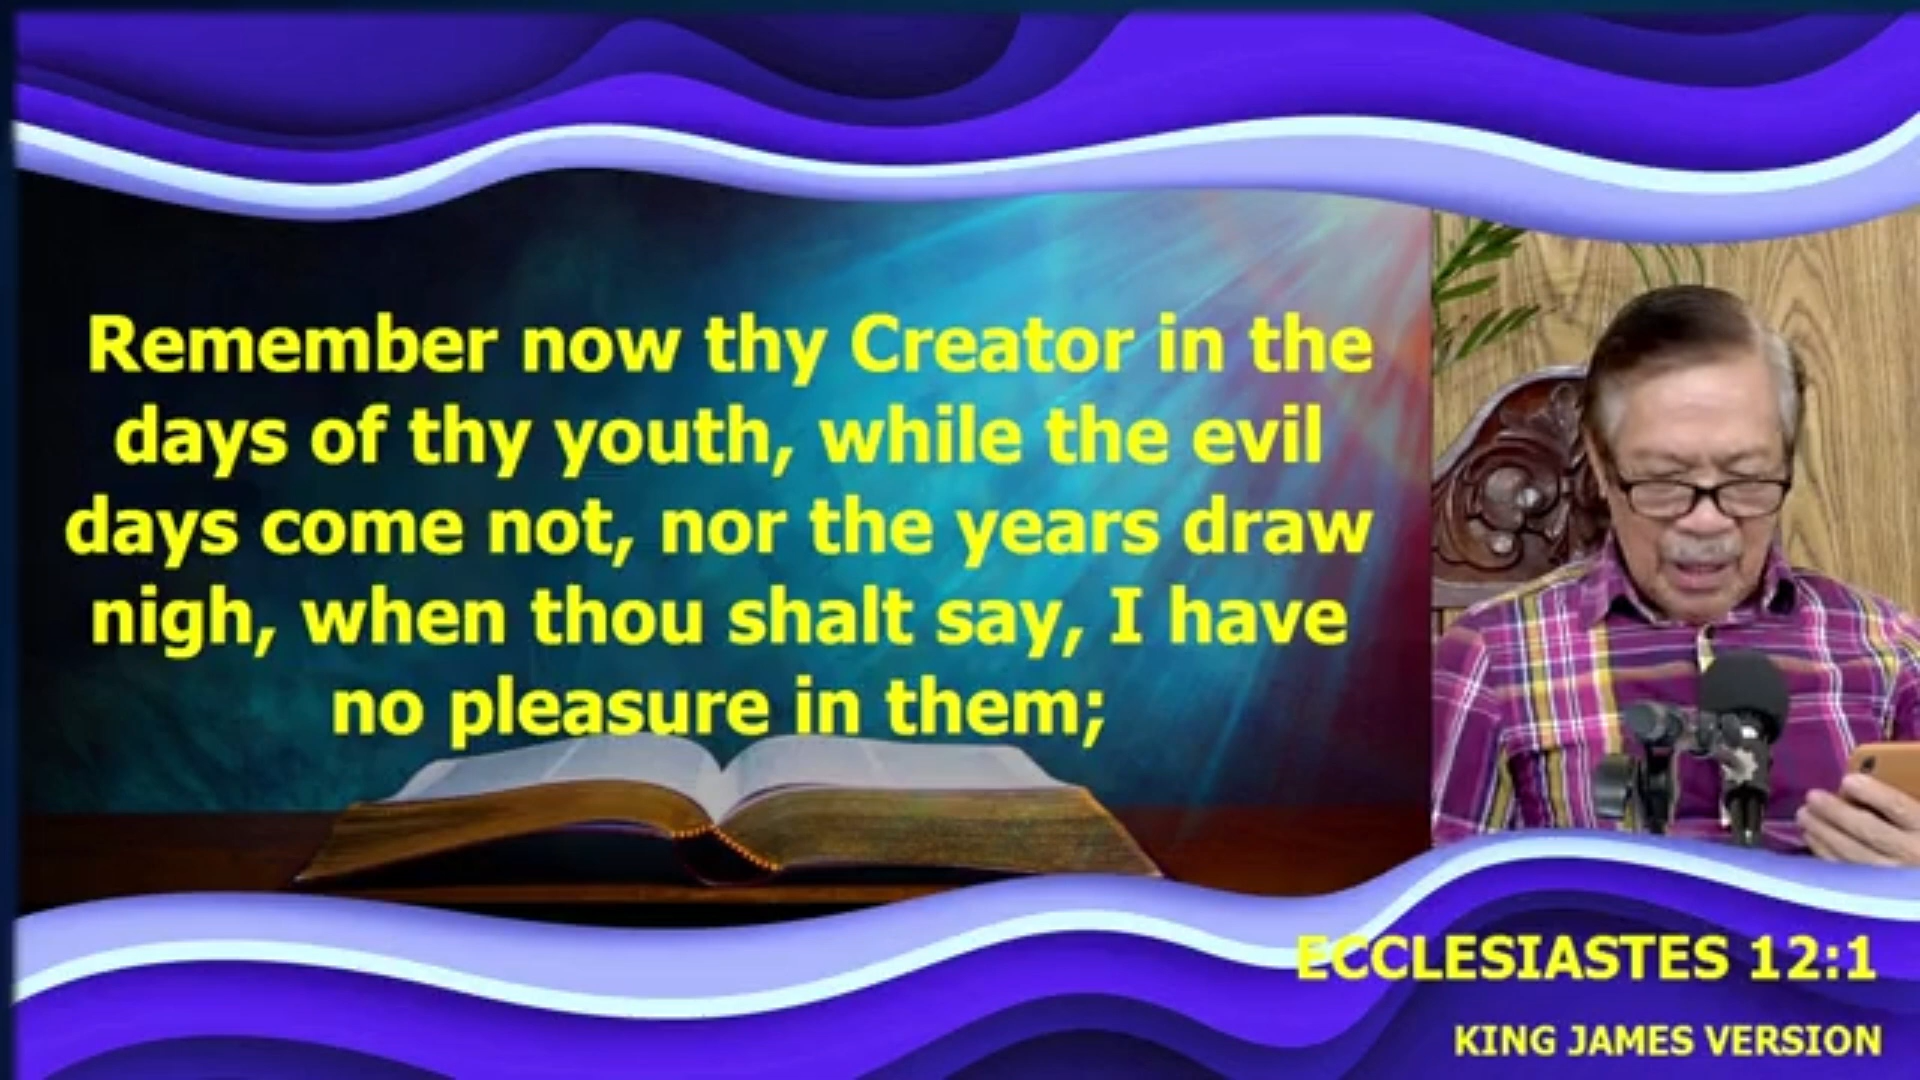 Remember now thy Creator in the
days of thy youth, while the evil
days come not, nor the years draw
nigh, when thou shalt say, I have
no pleasure in them;
ECCLESIASTES 12:1
KING JAMES VERSION